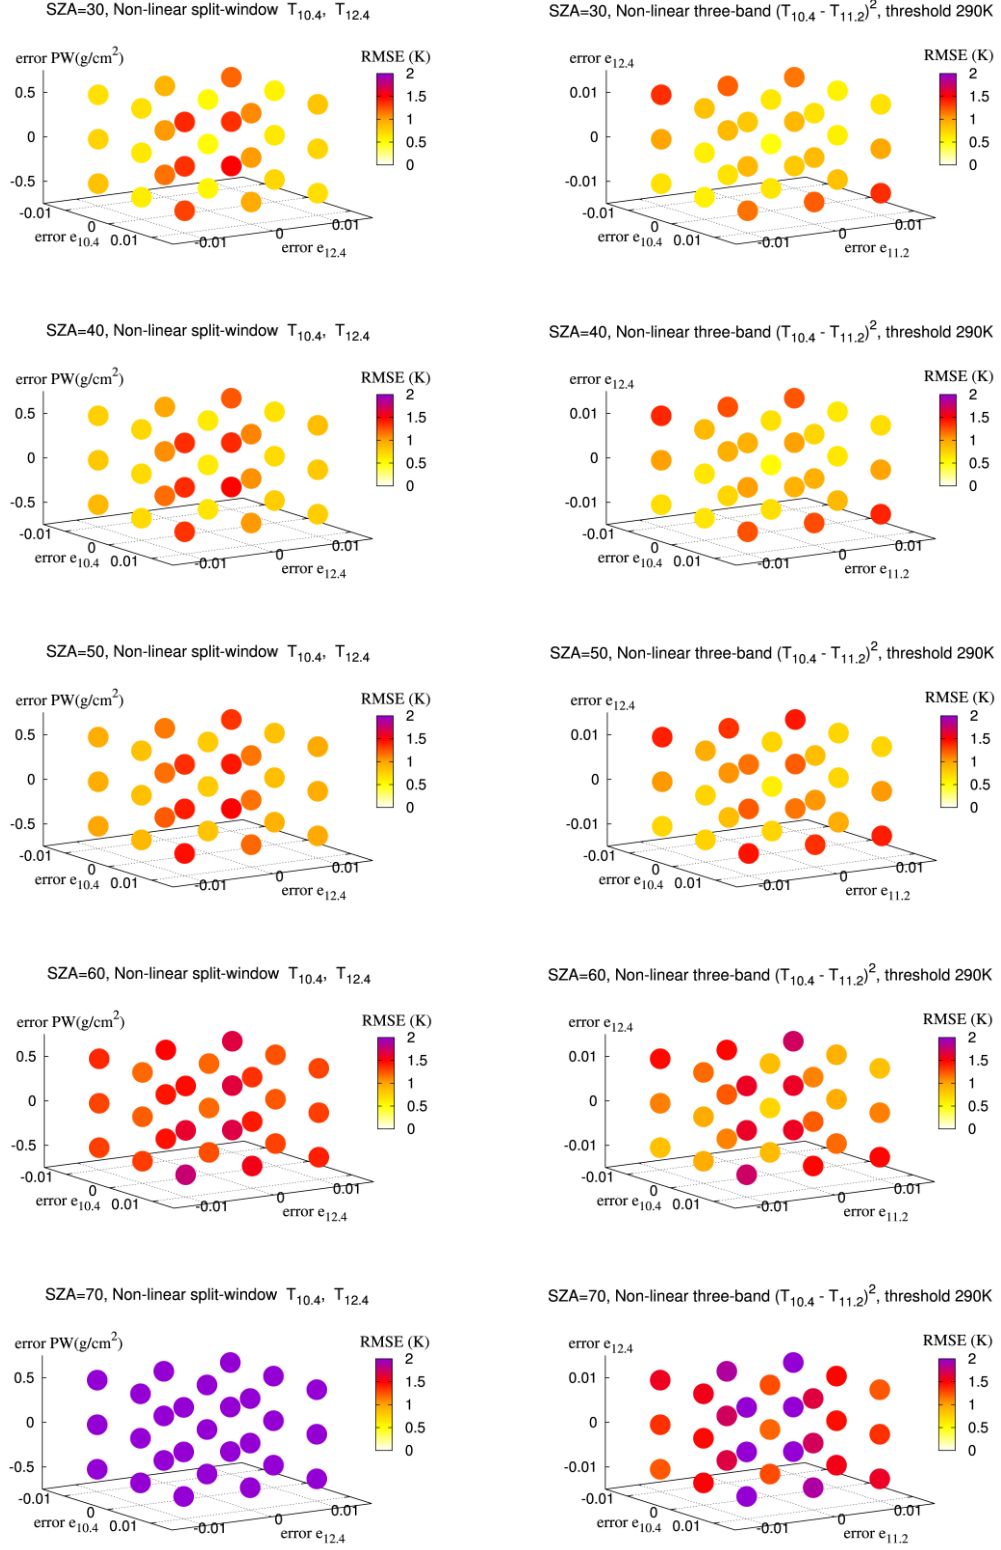 SZA=30, Non-linear split-window T10.4, T12.4
error PW(g/cm2)
RMSE (K)
0.5
0
-0.5
2
1.5
1
0.5
0
-0.01
0
0.01
error e10.4
-0.01
0
0.01
error e12.4
SZA=30, Non-linear three-band (T10.4 - T11.2)2, threshold 290K
error e12.4
RMSE (K)
0.01
0
-0.01
2
1.5
1
0.5
0
-0.01
0
0.01
error e10.4
-0.01
0
0.01
error e11.2
SZA=40, Non-linear split-window T10.4, T12.4
error PW(g/cm2)
RMSE (K)
0.5
0
-0.5
2
1.5
1
0.5
0
-0.01
0
0.01
error e10.4
-0.01
0
0.01
error e12.4
SZA=40, Non-linear three-band (T10.4 - T11.2)2, threshold 290K
error e12.4
RMSE (K)
0.01
0
-0.01
2
1.5
1
0.5
0
-0.01
0
0.01
error e10.4
-0.01
0
0.01
error e11.2
SZA=50, Non-linear split-window T10.4, T12.4
error PW(g/cm2)
RMSE (K)
0.5
0
-0.5
2
1.5
1
0.5
0
-0.01
0
0.01
error e10.4
-0.01
0
0.01
error e12.4
SZA=50, Non-linear three-band (T10.4 - T11.2)2, threshold 290K
error e12.4
RMSE (K)
0.01
0
-0.01
2
1.5
1
0.5
0
-0.01
0
0.01
error e10.4
-0.01
0
0.01
error e11.2
SZA=60, Non-linear split-window T10.4, T12.4
error PW(g/cm2)
RMSE (K)
0.5
0
-0.5
2
1.5
1
0.5
0
-0.01
0
0.01
error e10.4
-0.01
0
0.01
error e12.4
SZA=60, Non-linear three-band (T10.4 - T11.2)2, threshold 290K
error e12.4
RMSE (K)
0.01
0
-0.01
2
1.5
1
0.5
0
-0.01
0
0.01
error e10.4
-0.01
0
0.01
error e11.2
SZA=70, Non-linear split-window T10.4, T12.4
error PW(g/cm2)
RMSE (K)
0.5
0
-0.5
2
1.5
1
0.5
0
-0.01
0
0.01
error e10.4
-0.01
0
0.01
error e12.4
SZA=70, Non-linear three-band (T10.4 - T11.2)2, threshold 290K
error e12.4
RMSE (K)
0.01
0
-0.01
2
1.5
1
0.5
0
-0.01
0
0.01
error e10.4
-0.01
0
0.01
error e11.2